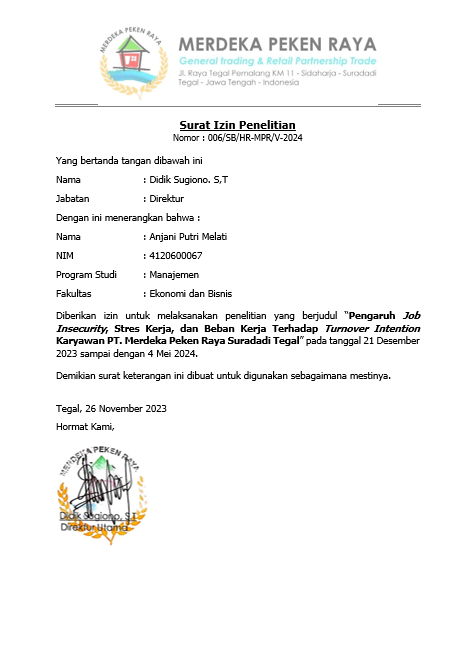 MERDEKA PEKEN RAYA
General trading & Retail Partnership Trade
Jl. Raya Tegal Pemalang KM 11 - Sidaharja - Suradadi
Tegal - Jawa Tengah - Indonesia
Surat Izin Penelitian
Nomor : 006/SB/HR-MPR/V-2024
Yang bertanda tangan dibawah ini
Nama : Didik Sugiono. S,T
Jabatan : Direktur
Dengan ini menerangkan bahwa :
Nama : Anjani Putri Melati
NIM : 4120600067
Program Studi : Manajemen
Fakultas : Ekonomi dan Bisnis
Diberikan izin untuk melaksanakan penelitian yang berjudul “Pengaruh Job
Insecurity, Stres Kerja, dan Beban Kerja Terhadap Turnover Intention
Karyawan PT. Merdeka Peken Raya Suradadi Tegal” pada tanggal 21 Desember
2023 sampai dengan 4 Mei 2024.
Demikian surat keterangan ini dibuat untuk digunakan sebagaimana mestinya.
Tegal, 26 November 2023
Hormat Kami,
MERDEKA PEKEN RAYA
Didik Sugiono, S.T
Direktur Utama